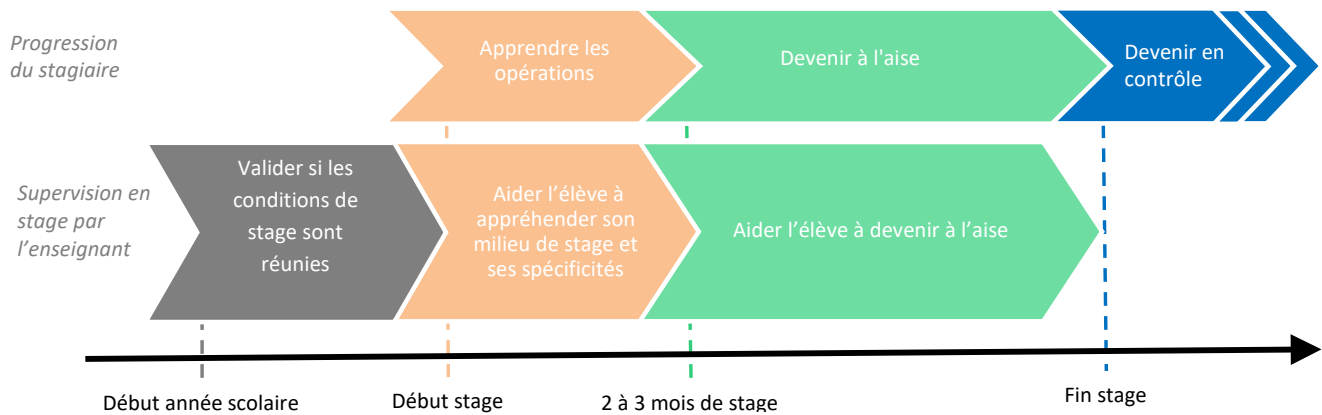 Progression
du stagiaire
Apprendre les
opérations
Devenir à l'aise
Devenir en
contrôle
Supervision en
stage par
l’enseignant
Valider si les
conditions de
stage sont
réunies
Aider l’élève à
appréhender son
milieu de stage et
ses spécificités
Aider l’élève à devenir à l’aise
Début année scolaire
Début stage
2 à 3 mois de stage
Fin stage